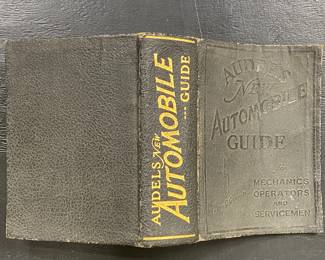 AUDELS NEW
AUTOMOBILE
... GUIDE
AUDELS
NEW
AUTOMOBILE
GUIDE
MECHANICS
OPERATORS
AND
SERVICEMEN